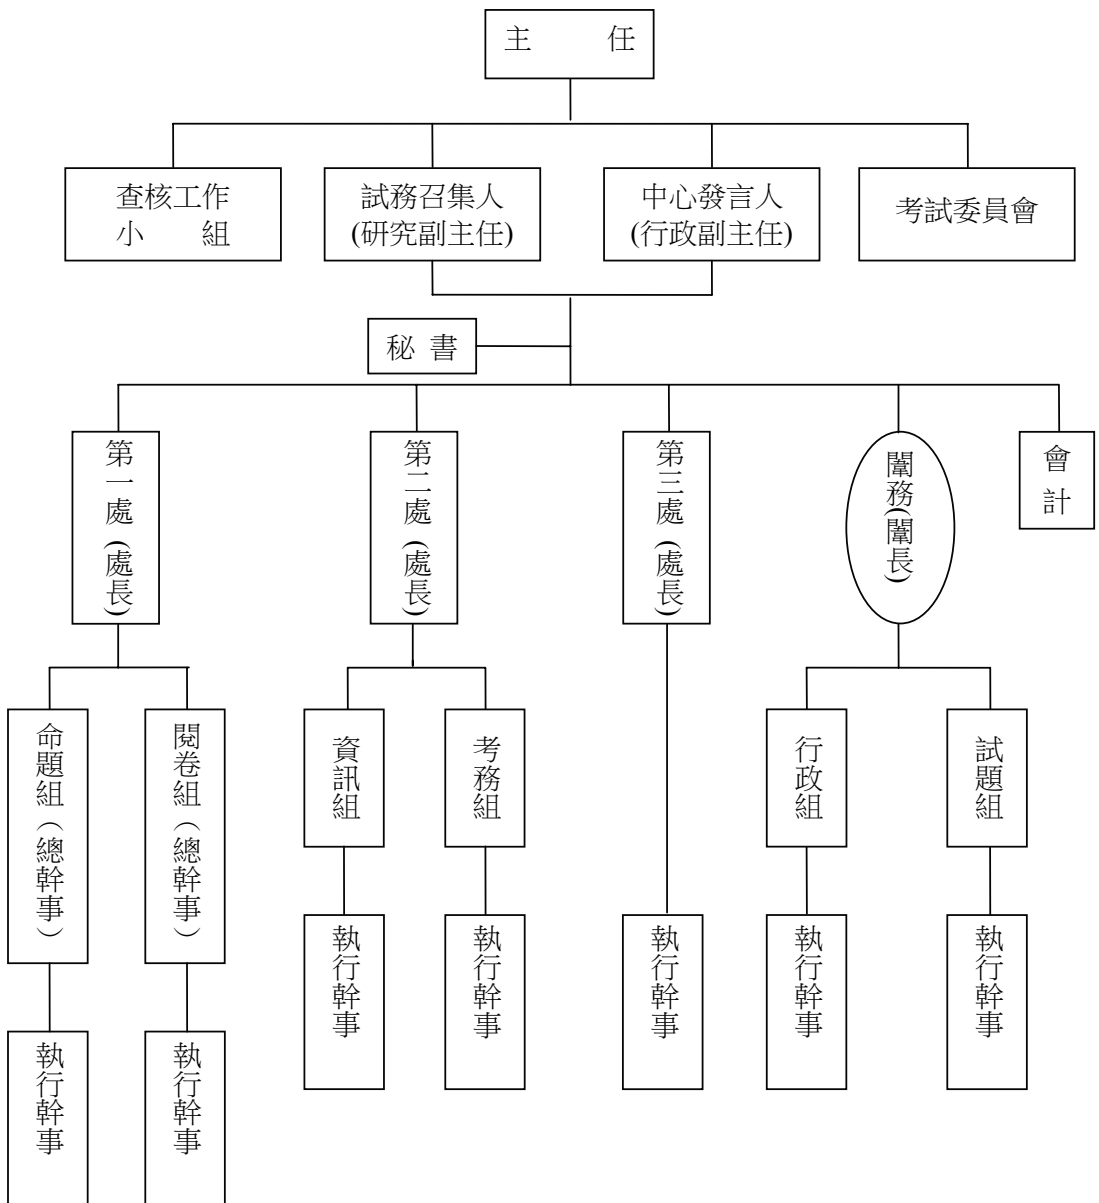 主 任
查核工作
小 組
試務召集人
(研究副主任)
中心發言人
(行政副主任)
考試委員會
秘 書
第一處(處長)
第二處(處長)
第三處(處長)
闈務(闈長)
會計
命題組(總幹事)
閱卷組(總幹事)
資訊組
考務組
行政組
試題組
執行幹事
執行幹事
執行幹事
執行幹事
執行幹事
執行幹事
執行幹事